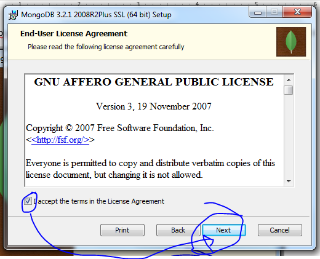 MongoDB 3.2.1 2008R2Plus SSL (64 bit) Setup
End-User License Agreement
Please read the following license agreement carefully
GNU AFFERO GENERAL PUBLIC LICENSE
Version 3, 19 November 2007
Copyright © 2007 Free Software Foundation, Inc.
<<http://fsf.org/>>
Everyone is permitted to copy and distribute verbatim copies of this
license document, but changing it is not allowed.
I accept the terms in the License Agreement
Print Back Next Cancel